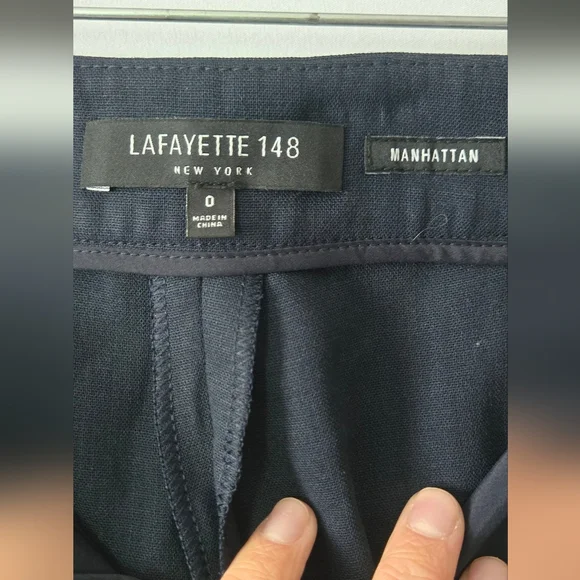 LAFAYETTE 148
NEW YORK
MANHATTAN
0
MADE IN
CHINA